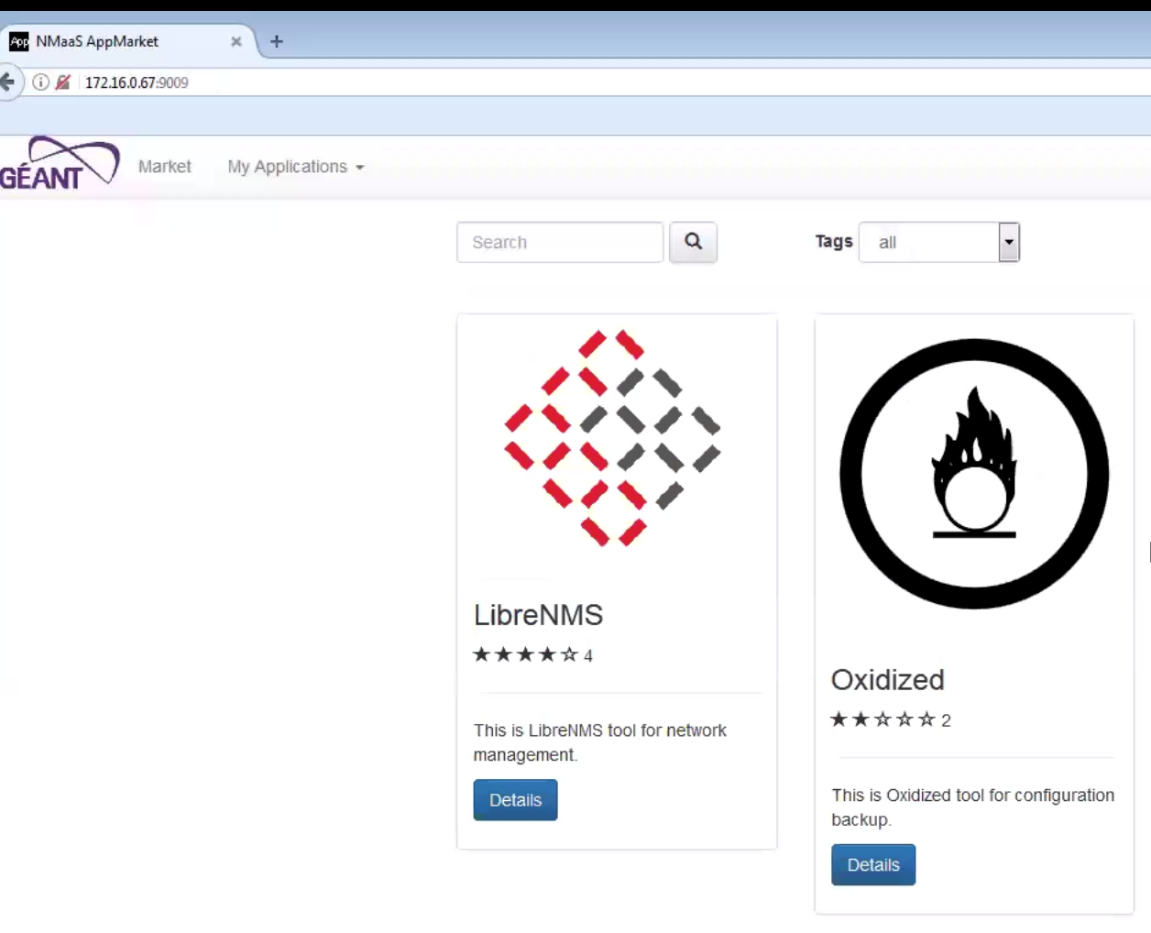 App NMaaS AppMarket
172.16.0.67:9009
GÉANT Market My Applications
Search
Tags all
LibreNMS
4
This is LibreNMS tool for network
management.
Details
Oxidized
2
This is Oxidized tool for configuration
backup.
Details